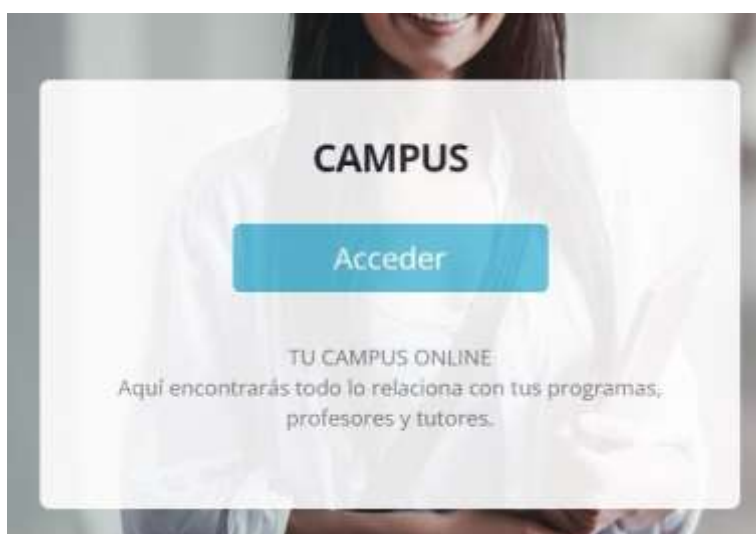 CAMPUS
Acceder
TU CAMPUS ONLINE
Aquí encontrarás todo lo relaciona con tus programas,
profesores y tutores.